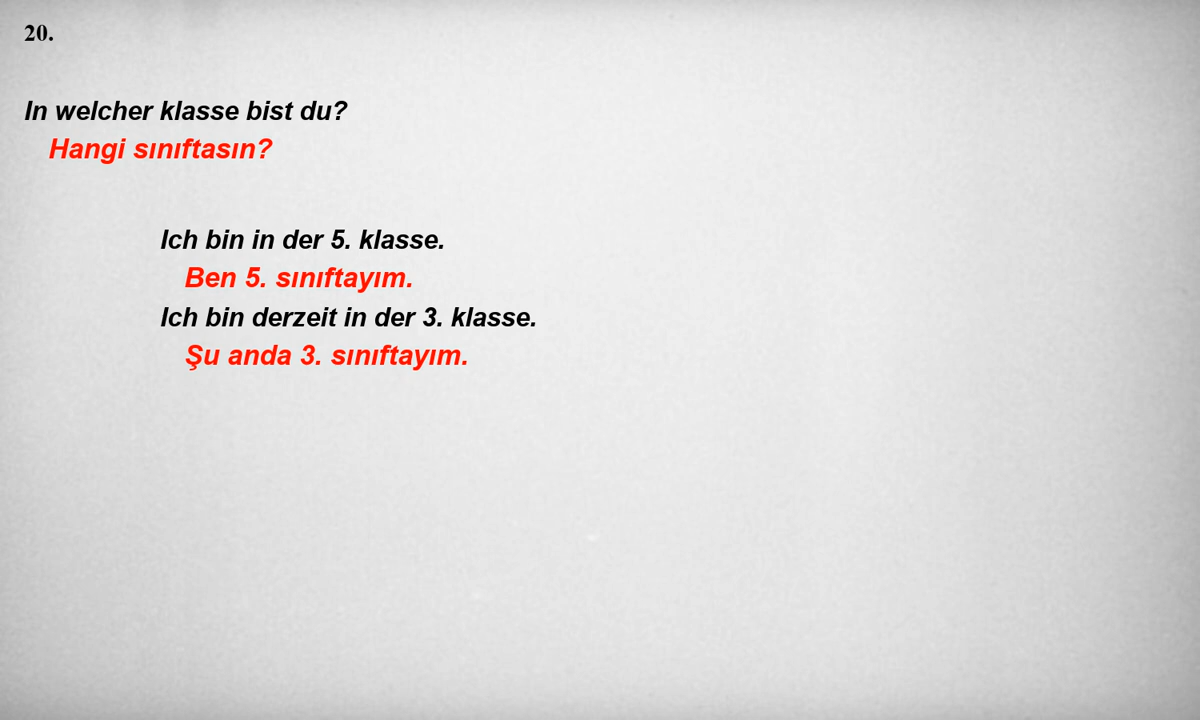 20.
In welcher klasse bist du?
Hangi sınıftasın?
Ich bin in der 5. klasse.
Ben 5. sınıftayım.
Ich bin derzeit in der 3. klasse.
Şu anda 3. sınıftayım.